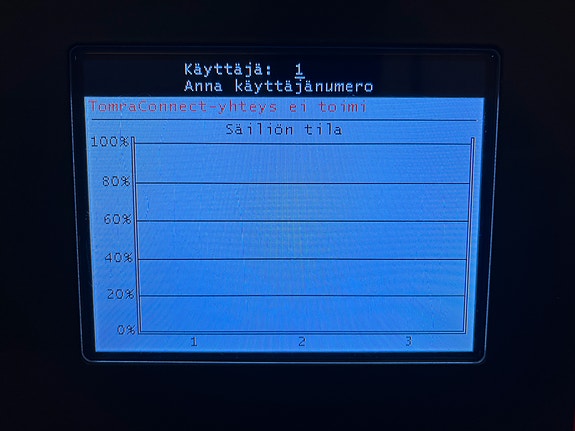 Käyttäjä: 1
Anna käyttäjänumero
TomraConnect-yhteys ei toimi
Säiliön tila
100%
80%
60%
40%
20%
0%
1 2 3